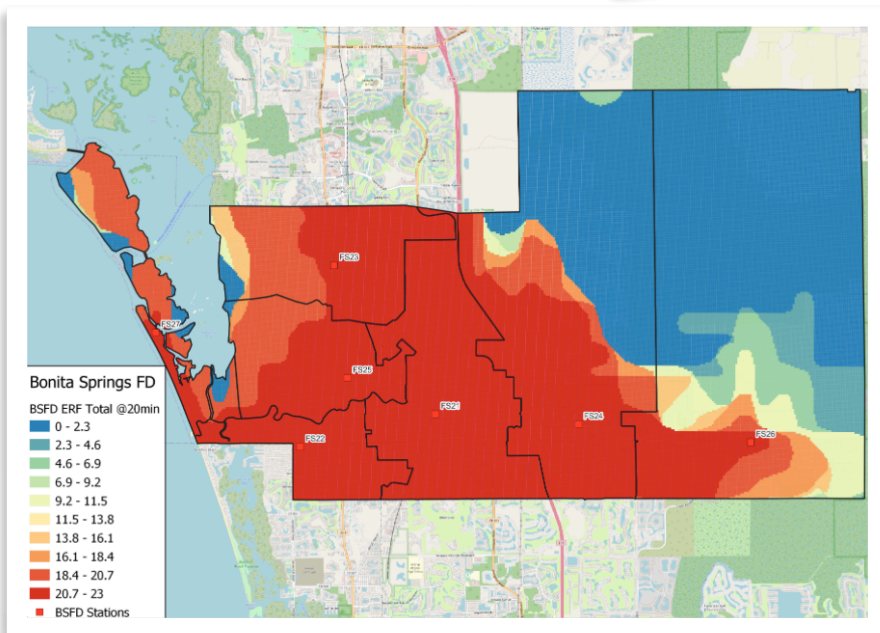 FS23
FS27
FS25
FS21
FS24
FS22
FS26
Bonita Springs FD
BSFD ERF Total @20min
0 - 2.3
2.3 - 4.6
4.6 - 6.9
6.9 - 9.2
9.2 - 11.5
11.5 - 13.8
13.8 - 16.1
16.1 - 18.4
18.4 - 20.7
20.7 - 23
BSFD Stations